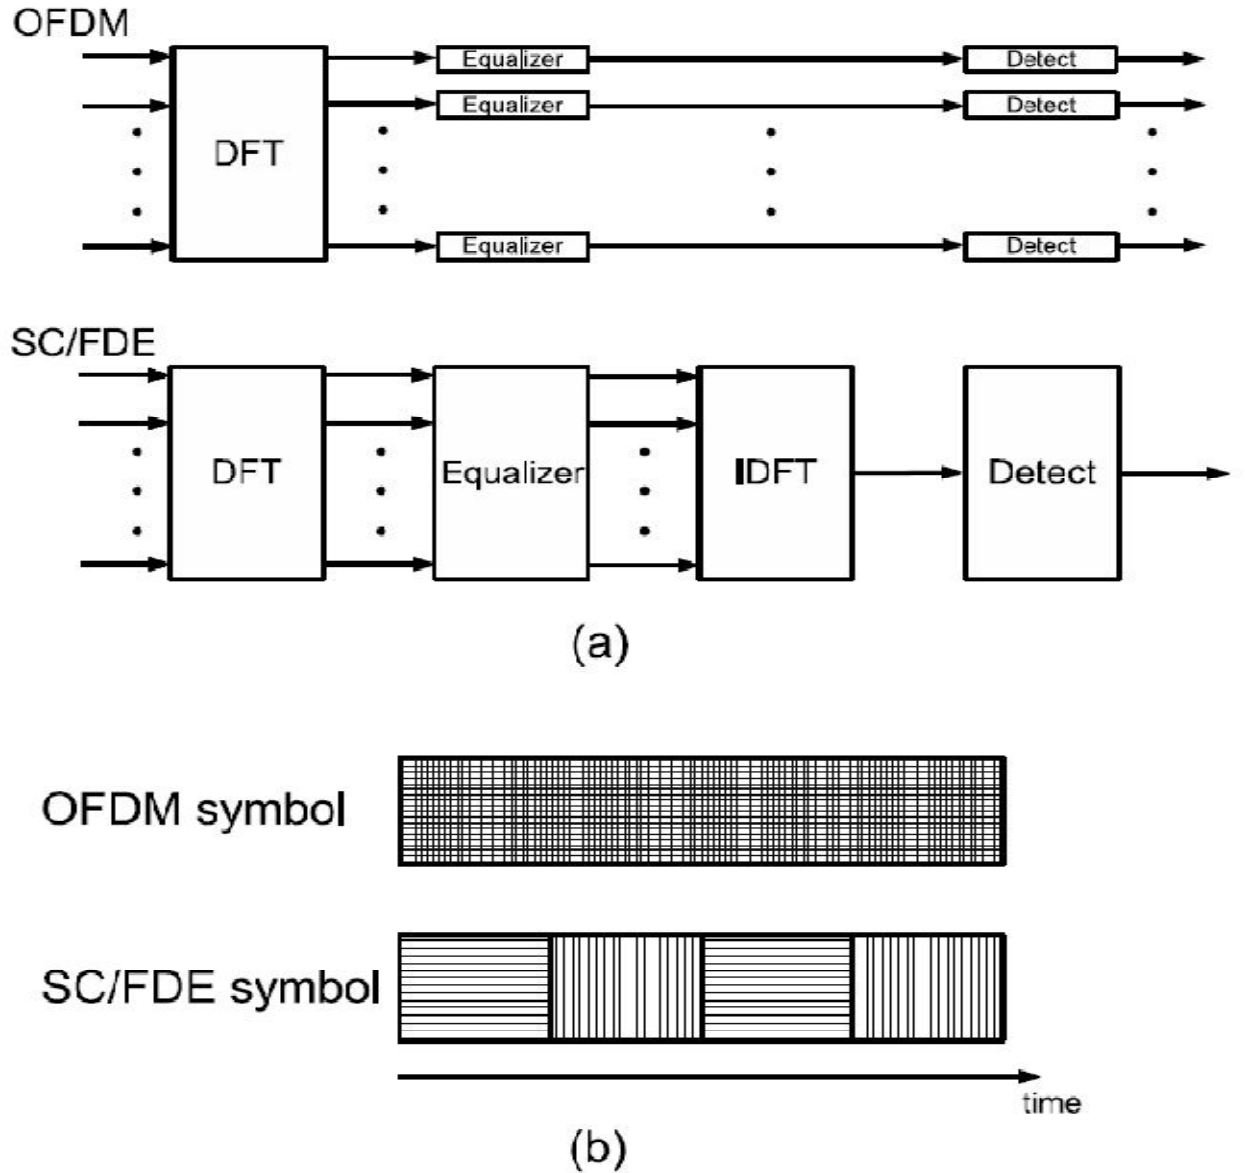 OFDM
DFT
Equalizer
Detect
Equalizer
Detect
Equalizer
Detect
SC/FDE
DFT
Equalizer
IDFT
Detect
(a)
OFDM symbol
SC/FDE symbol
time
(b)